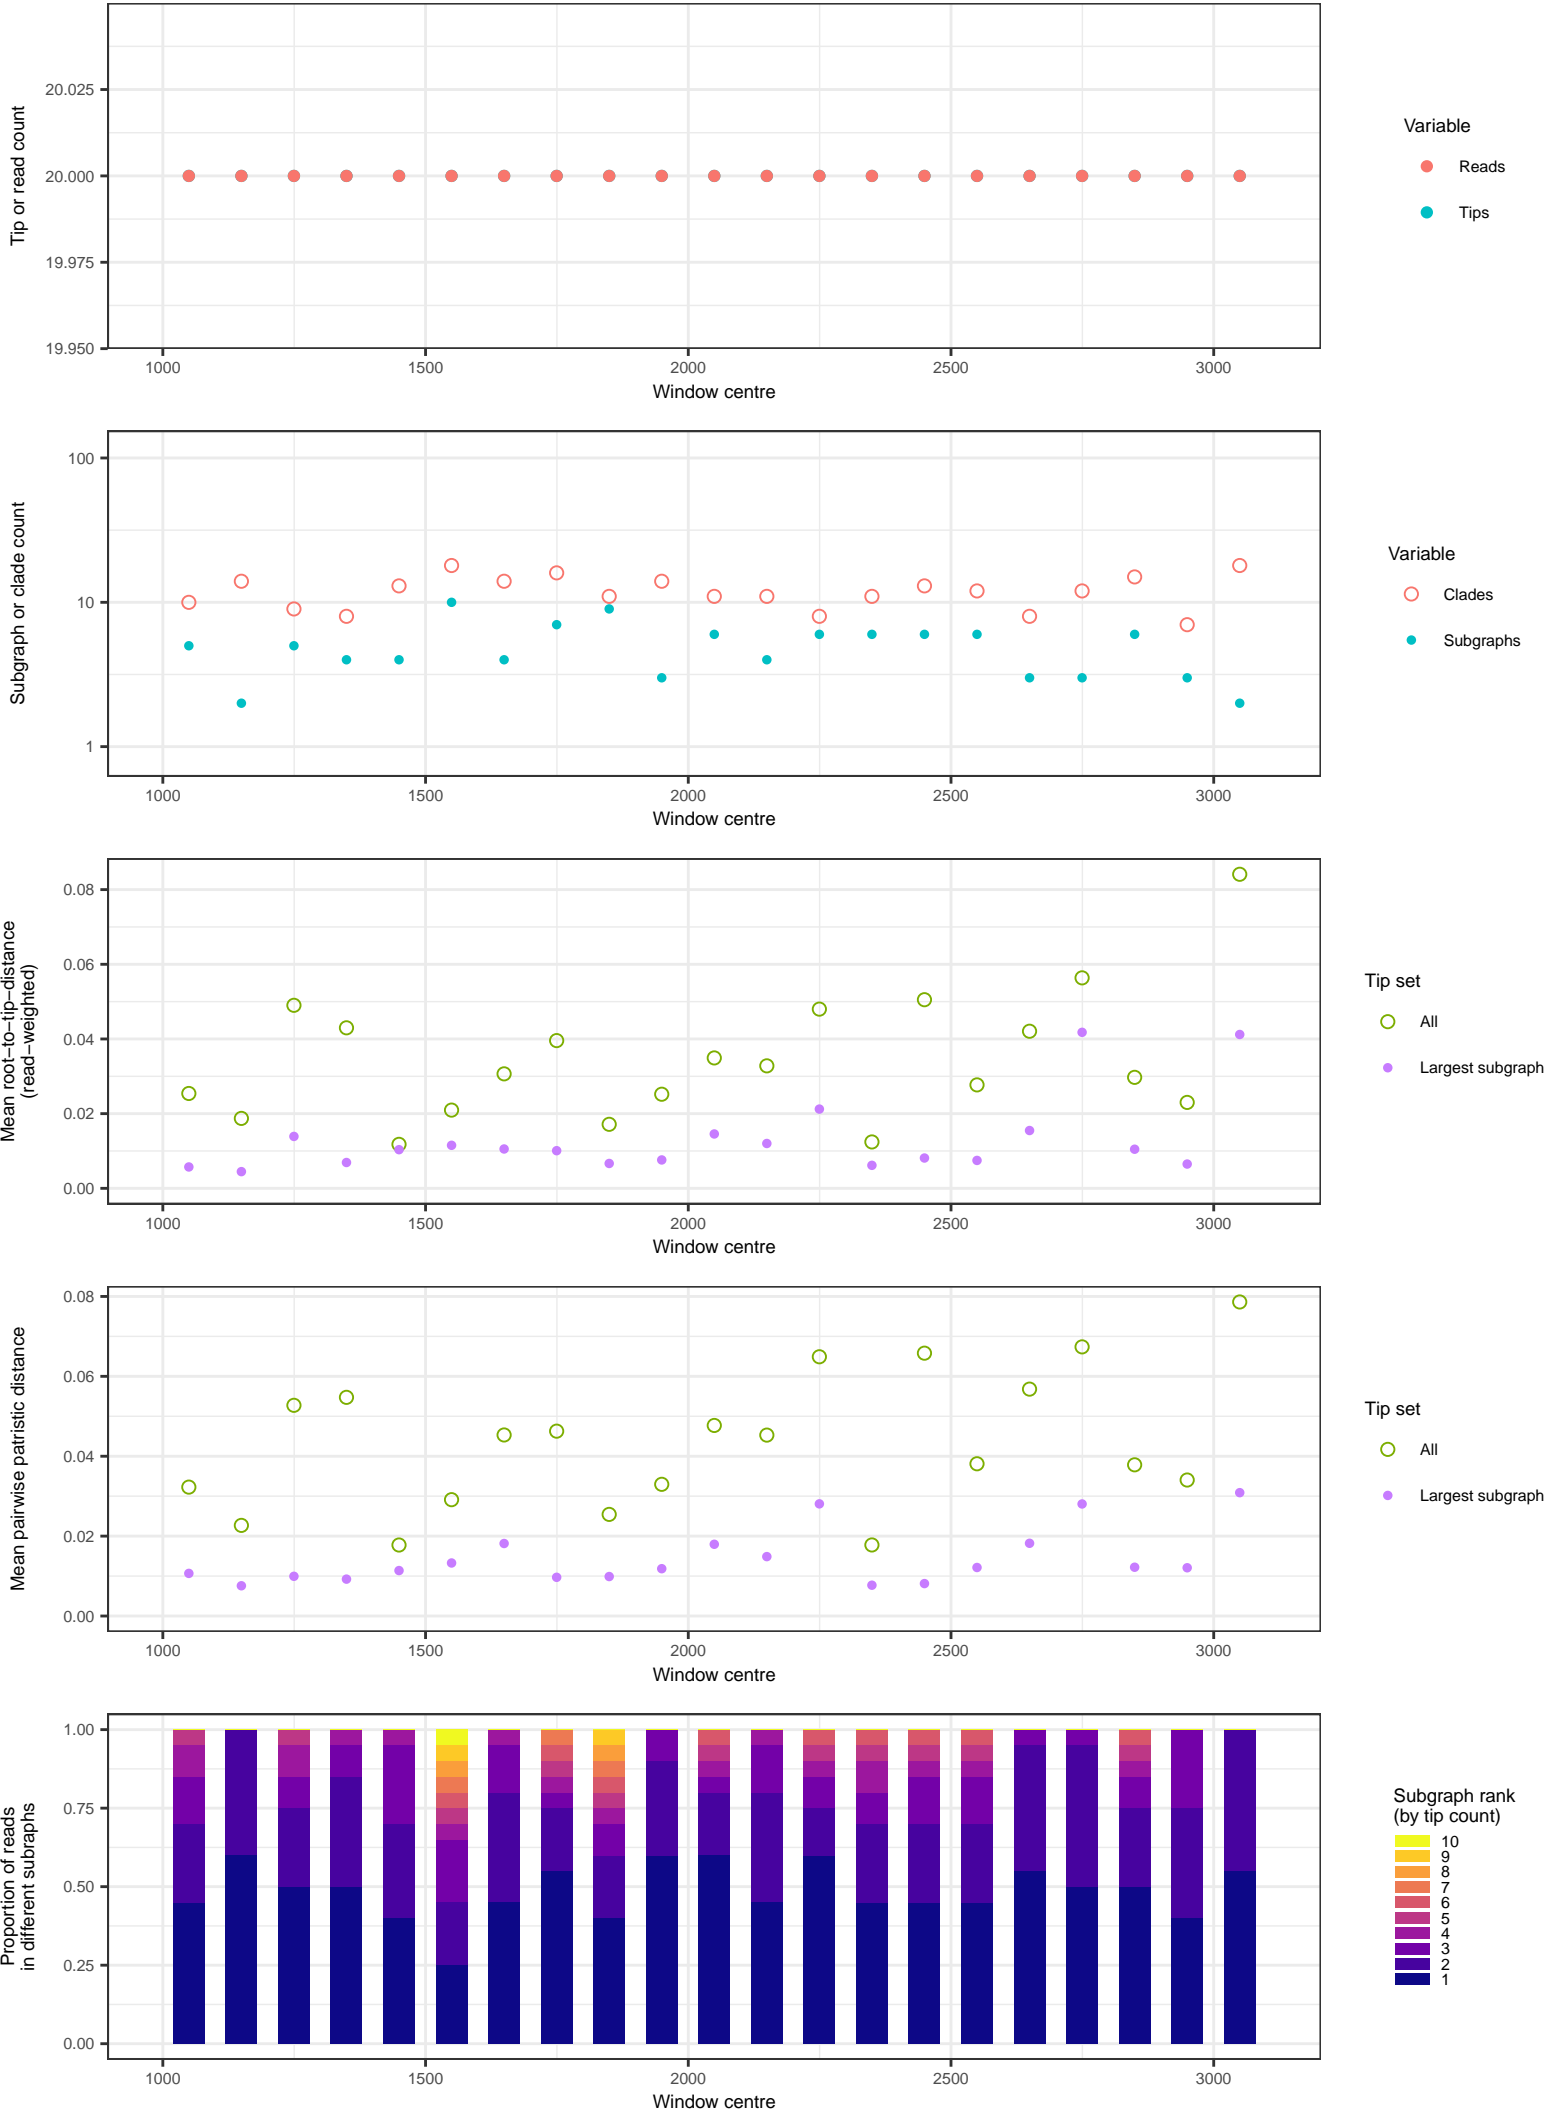 Tip or read count
20.025
20.000
19.975
19.950
1000 1500 2000 2500 3000
Window centre
Variable
Reads
Tips
Subgraph or clade count
100
10
1
1000 1500 2000 2500 3000
Window centre
Variable
Clades
Subgraphs
Mean root−to−tip−distance
(read−weighted)
0.08
0.06
0.04
0.02
0.00
1000 1500 2000 2500 3000
Window centre
Tip set
All
Largest subgraph
Mean pairwise patristic distance
0.08
0.06
0.04
0.02
0.00
1000 1500 2000 2500 3000
Window centre
Tip set
All
Largest subgraph
Proportion of reads
in different subraphs
1.00
0.75
0.50
0.25
0.00
1000 1500 2000 2500 3000
Window centre
Subgraph rank
(by tip count)
10
9
8
7
6
5
4
3
2
1